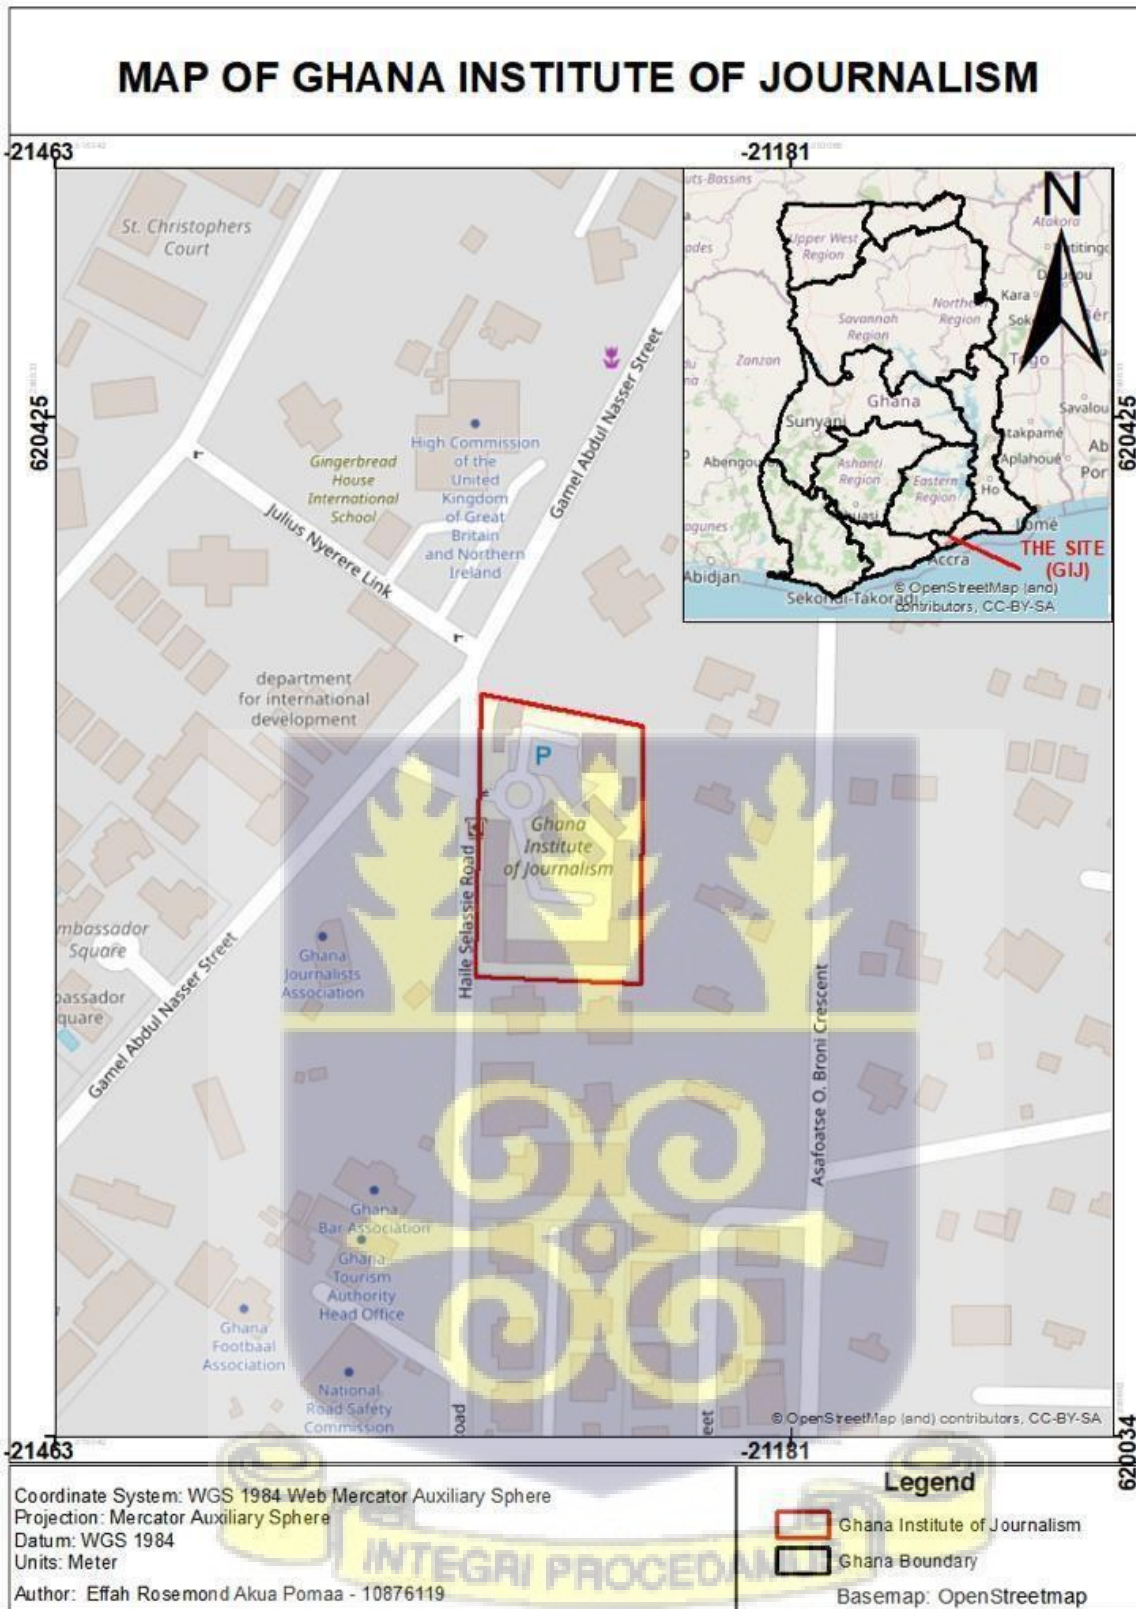 MAP OF GHANA INSTITUTE OF JOURNALISM
-21463
-21181
St. Christophers
Court
620425
Gingerbread
House
International
School
High Commission
of the
United
Kingdom
of Great
Britain
and Northern
Ireland
Gamel Abdul Nasser Street
Julius Nyerere Link
N
Upper West
Region
Atakora
Kara
Northern
Region
Savannah
Region
Togo
Zanzan
Ghana
Savalou
Sunyani
Atakpamé
Aplahoué
Abengourou
Ashanti
Region
Eastern
Region
Ho
Lomé
THE SITE
(GIJ)
Accra
Abidjan
Sekondi-Takoradi
© OpenStreetMap (and)
contributors, CC-BY-SA
620425
department
for international
development
P
Ghana
Institute
of Journalism
Haile Selassie Road
mbassador
Square
bassador
quare
Ghana
Journalists
Association
Gamel Abdul Nasser Street
Asafoatse O. Broni Crescent
Ghana
Bar Association
Ghana
Tourism
Authority
Head Office
Ghana
Footbaal
Association
National
Road Safety
Commission
oad
eet
© OpenStreetMap (and) contributors, CC-BY-SA
-21463
-21181
620034
Coordinate System: WGS 1984 Web Mercator Auxiliary Sphere
Projection: Mercator Auxiliary Sphere
Datum: WGS 1984
Units: Meter
Author: Effah Rosemond Akua Pomaa - 10876119
Legend
Ghana Institute of Journalism
Ghana Boundary
Basemap: OpenStreetmap
INTEGRI PROCEDAMUS